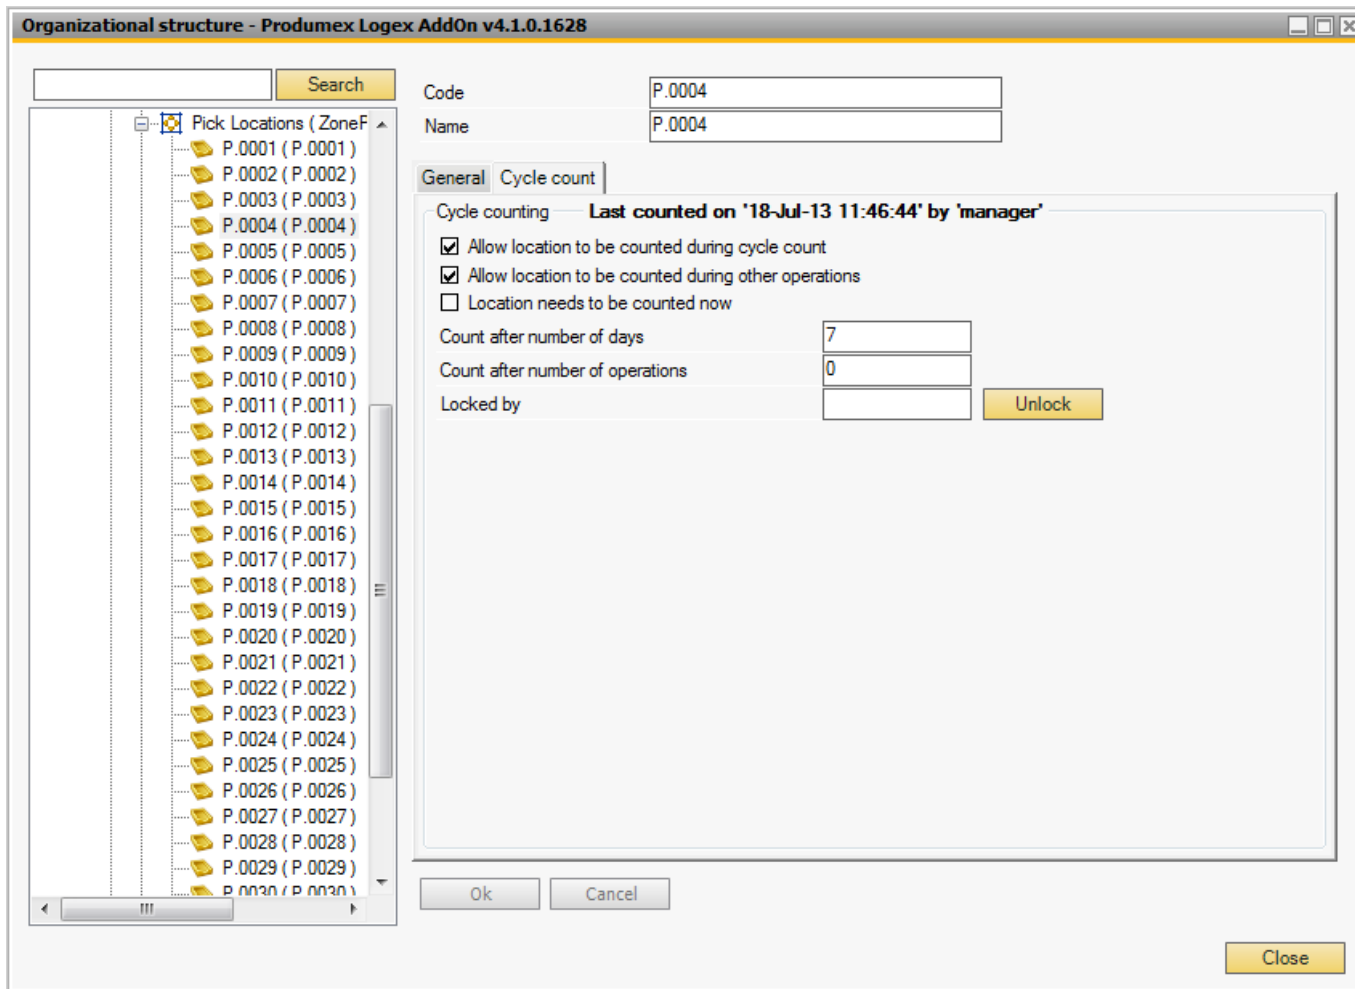 Organizational structure - Produmex Logex AddOn v4.1.0.1628
Search
Pick Locations ( ZoneF
P.0001 ( P.0001 )
P.0002 ( P.0002 )
P.0003 ( P.0003 )
P.0004 ( P.0004 )
P.0005 ( P.0005 )
P.0006 ( P.0006 )
P.0007 ( P.0007 )
P.0008 ( P.0008 )
P.0009 ( P.0009 )
P.0010 ( P.0010 )
P.0011 ( P.0011 )
P.0012 ( P.0012 )
P.0013 ( P.0013 )
P.0014 ( P.0014 )
P.0015 ( P.0015 )
P.0016 ( P.0016 )
P.0017 ( P.0017 )
P.0018 ( P.0018 )
P.0019 ( P.0019 )
P.0020 ( P.0020 )
P.0021 ( P.0021 )
P.0022 ( P.0022 )
P.0023 ( P.0023 )
P.0024 ( P.0024 )
P.0025 ( P.0025 )
P.0026 ( P.0026 )
P.0027 ( P.0027 )
P.0028 ( P.0028 )
P.0029 ( P.0029 )
P.0030 ( P.0030 )
Code P.0004
Name P.0004
General Cycle count
Cycle counting Last counted on '18-Jul-13 11:46:44' by 'manager'
Allow location to be counted during cycle count
Allow location to be counted during other operations
Location needs to be counted now
Count after number of days 7
Count after number of operations 0
Locked by Unlock
Ok Cancel
Close